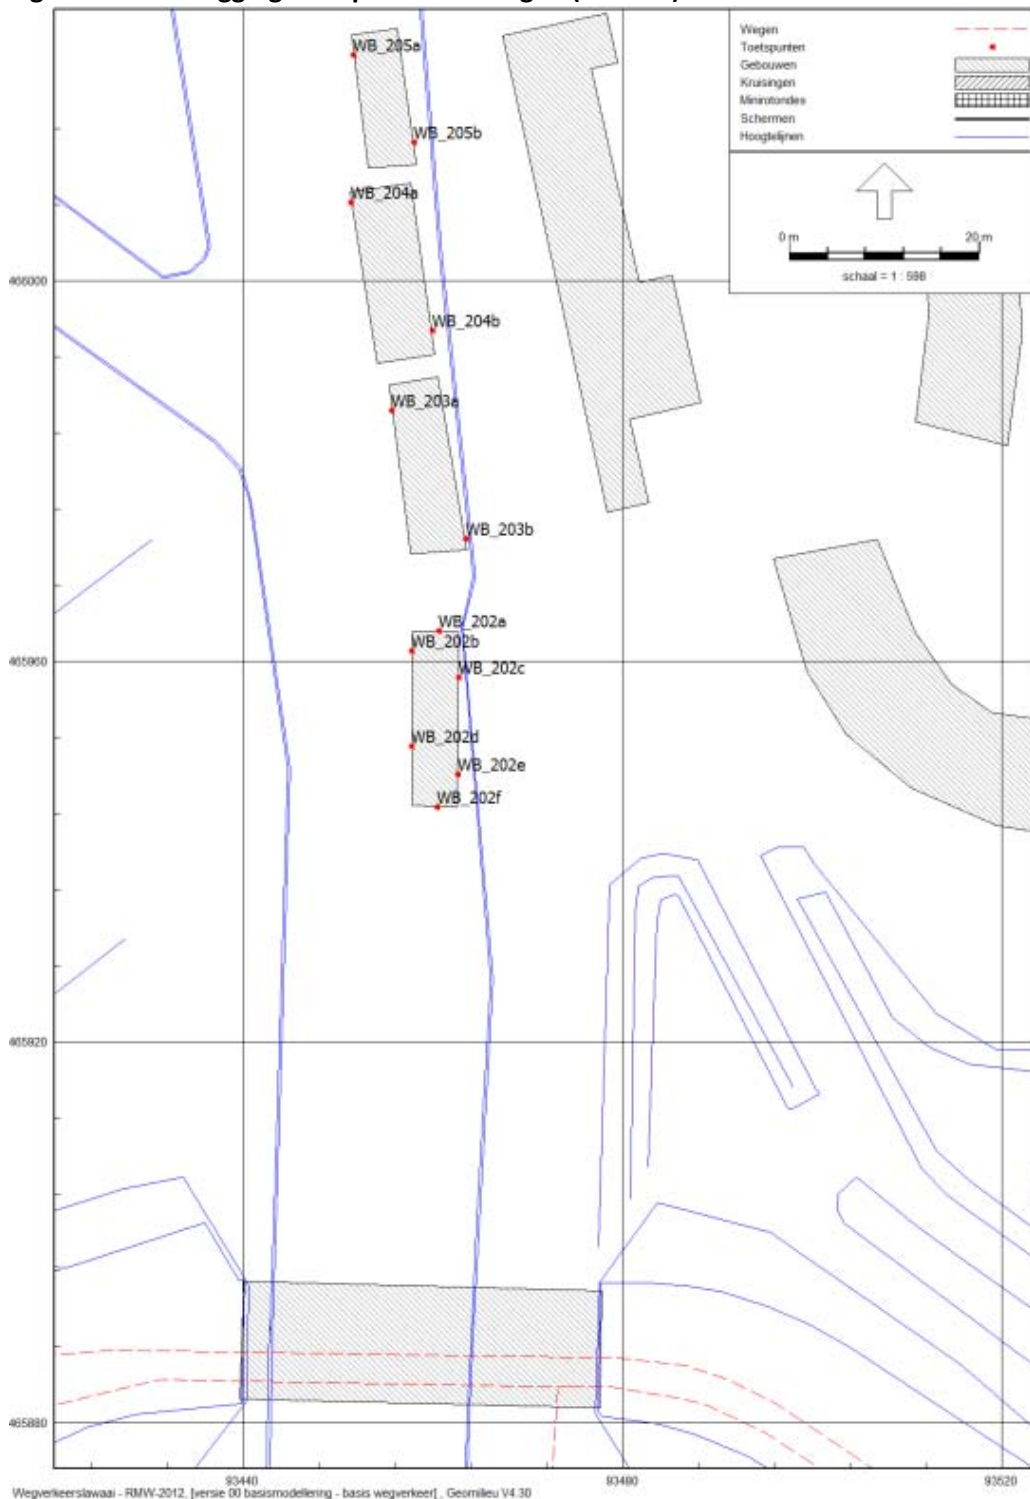 Wegen
Toetspunten
Gebouwen
Kruisingen
Minirotondes
Schermen
Hoogtelijnen
0 m
20 m
schaal = 1 : 598
WB_205a
WB_205b
WB_204a
466000
WB_204b
WB_203a
WB_203b
WB_202a
WB_202b
465960
WB_202c
WB_202d
WB_202e
WB_202f
465920
465880
93440
93480
93520
Wegverkeerslawaai - RMW-2012, [versie 00 basismodellering - basis wegverkeer] , Geomilieu V4.30